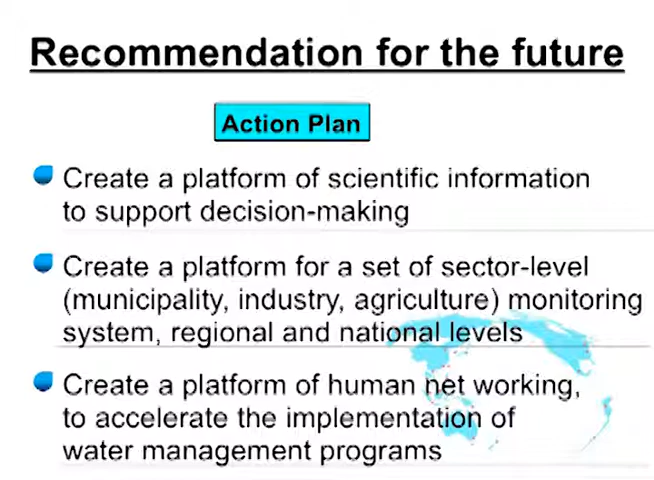 Recommendation for the future
Action Plan
Create a platform of scientific information
to support decision-making
Create a platform for a set of sector-level
(municipality, industry, agriculture) monitoring
system, regional and national levels
Create a platform of human net working,
to accelerate the implementation of
water management programs